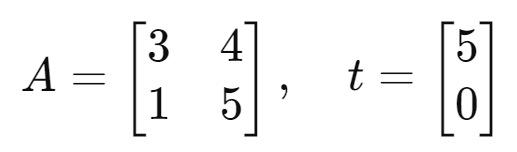 A = [3 4
1 5], t = [5
0]